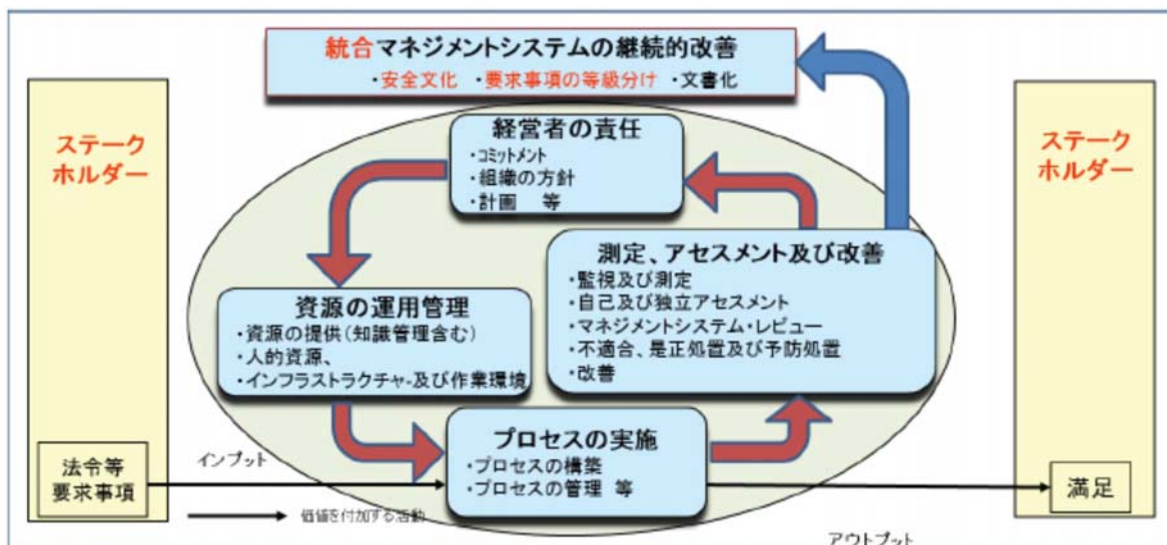 統合マネジメントシステムの継続的改善
・安全文化 ・要求事項の等級分け ・文書化
ステーク
ホルダー
経営者の責任
・コミットメント
・組織の方針
・計画 等
ステーク
ホルダー
測定、アセスメント及び改善
・監視及び測定
・自己及び独立アセスメント
・マネジメントシステム・レビュー
・不適合、是正処置及び予防処置
・改善
資源の運用管理
・資源の提供(知識管理含む)
・人的資源、
・インフラストラクチャ-及び作業環境
プロセスの実施
・プロセスの構築
・プロセスの管理 等
インプット
法令等
要求事項
満足
価値を付加する活動
アウトプット